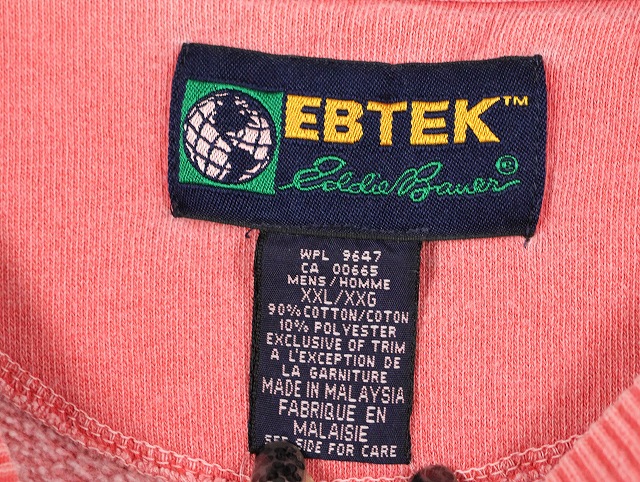 EBTEK™
Eddie Bauer®
WPL 9647
CA 00665
MENS/HOMME
XXL/XXG
90% COTTON/COTON
10% POLYESTER
EXCLUSIVE OF TRIM
A L'EXCEPTION DE
LA GARNITURE
MADE IN MALAYSIA
FABRIQUE EN
MALAISIE
SEE SIDE FOR CARE